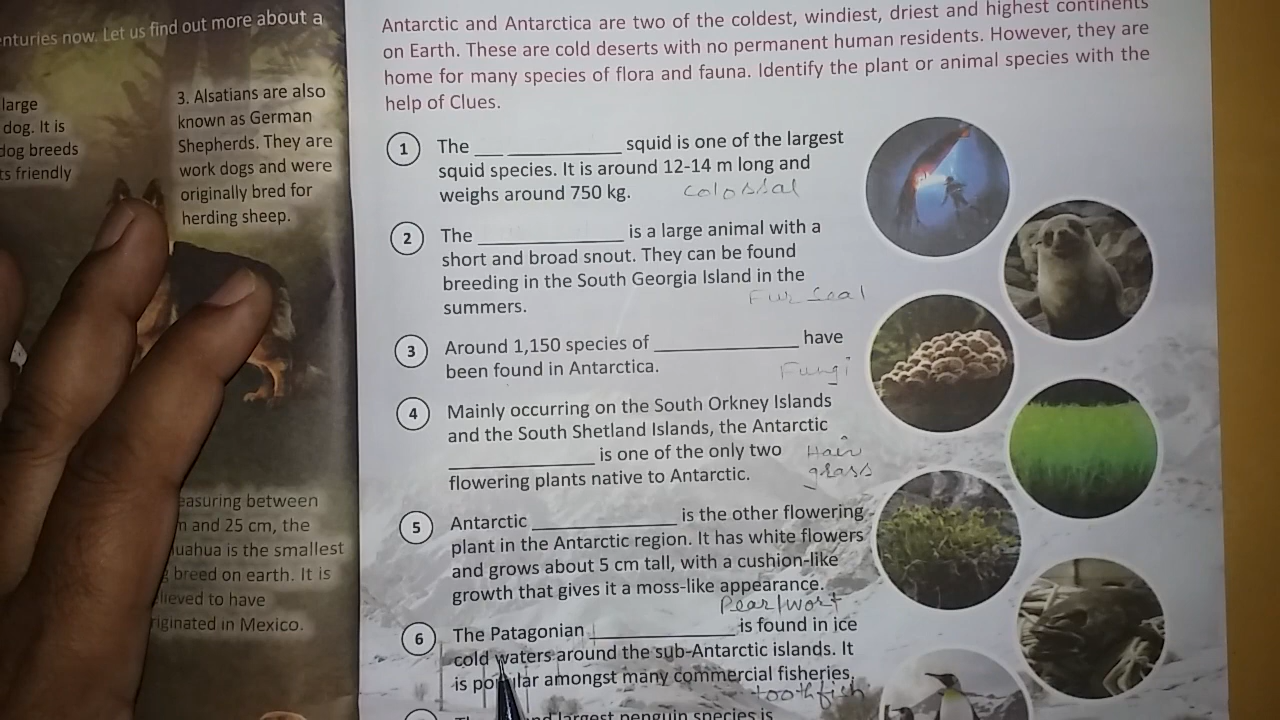 enturies now. Let us find out more about a
large
dog. It is
dog breeds
ts friendly
3. Alsatians are also
known as German
Shepherds. They are
work dogs and were
originally bred for
herding sheep.
easuring between
and 25 cm, the
uahua is the smallest
breed on earth. It is
lieved to have
riginated in Mexico.
Antarctic and Antarctica are two of the coldest, windiest, driest and highest continents
on Earth. These are cold deserts with no permanent human residents. However, they are
home for many species of flora and fauna. Identify the plant or animal species with the
help of Clues.
1 The ____________ squid is one of the largest
squid species. It is around 12-14 m long and
weighs around 750 kg. colossal
2 The ____________ is a large animal with a
short and broad snout. They can be found
breeding in the South Georgia Island in the
summers. Fur Seal
3 Around 1,150 species of ____________ have
been found in Antarctica. Fungi
4 Mainly occurring on the South Orkney Islands
and the South Shetland Islands, the Antarctic
____________ is one of the only two Hair
flowering plants native to Antarctic. grass
5 Antarctic ____________ is the other flowering
plant in the Antarctic region. It has white flowers
and grows about 5 cm tall, with a cushion-like
growth that gives it a moss-like appearance.
Pearlwort
6 The Patagonian ____________ is found in ice
cold waters around the sub-Antarctic islands. It
is popular amongst many commercial fisheries.
toothfish
largest penguin species is